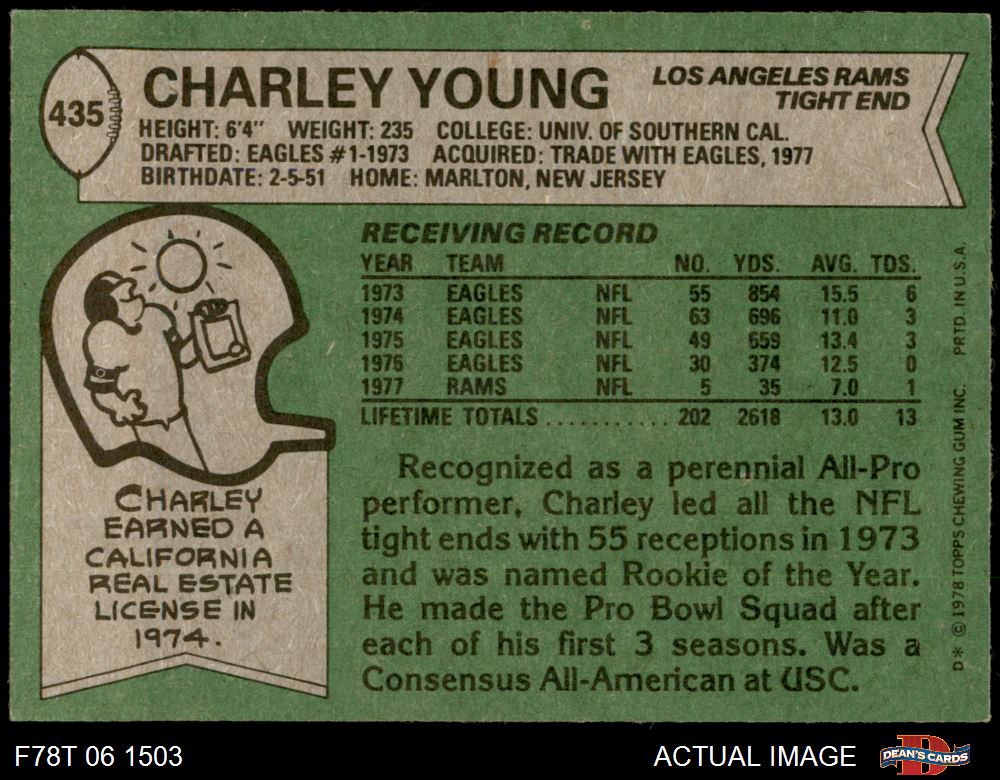 435
CHARLEY YOUNG
LOS ANGELES RAMS
TIGHT END
HEIGHT: 6'4" WEIGHT: 235 COLLEGE: UNIV. OF SOUTHERN CAL.
DRAFTED: EAGLES #1-1973 ACQUIRED: TRADE WITH EAGLES, 1977
BIRTHDATE: 2-5-51 HOME: MARLTON, NEW JERSEY
RECEIVING RECORD
YEAR TEAM NO. YDS. AVG. TDS.
1973 EAGLES NFL 55 854 15.5 6
1974 EAGLES NFL 63 696 11.0 3
1975 EAGLES NFL 49 659 13.4 3
1976 EAGLES NFL 30 374 12.5 0
1977 RAMS NFL 5 35 7.0 1
LIFETIME TOTALS ........... 202 2618 13.0 13
Recognized as a perennial All-Pro
performer, Charley led all the NFL
tight ends with 55 receptions in 1973
and was named Rookie of the Year.
He made the Pro Bowl Squad after
each of his first 3 seasons. Was a
Consensus All-American at USC.
CHARLEY
EARNED A
CALIFORNIA
REAL ESTATE
LICENSE IN
1974.
D* © 1978 TOPPS CHEWING GUM INC. PRTD. IN U.S.A.
F78T 06 1503
ACTUAL IMAGE
DEAN'S CARDS